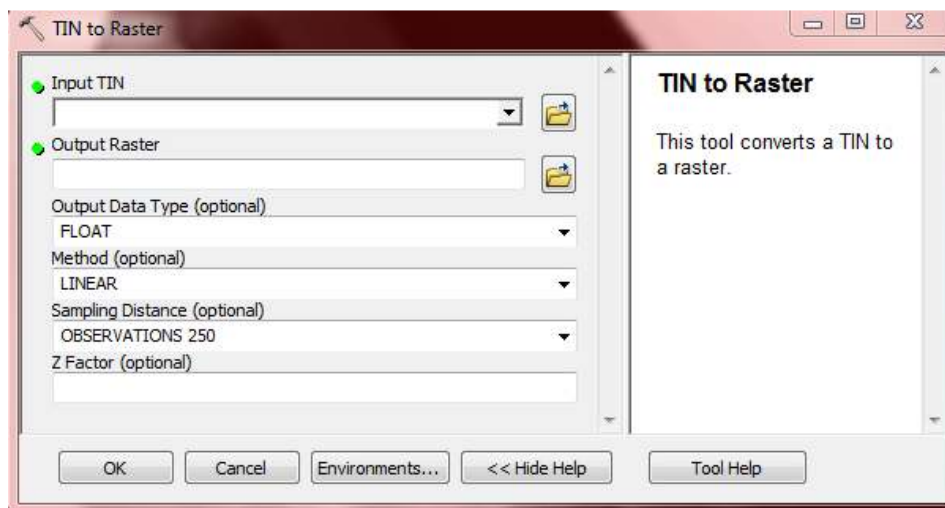 TIN to Raster
Input TIN
Output Raster
Output Data Type (optional)
FLOAT
Method (optional)
LINEAR
Sampling Distance (optional)
OBSERVATIONS 250
Z Factor (optional)
TIN to Raster
This tool converts a TIN to
a raster.
OK
Cancel
Environments...
<< Hide Help
Tool Help